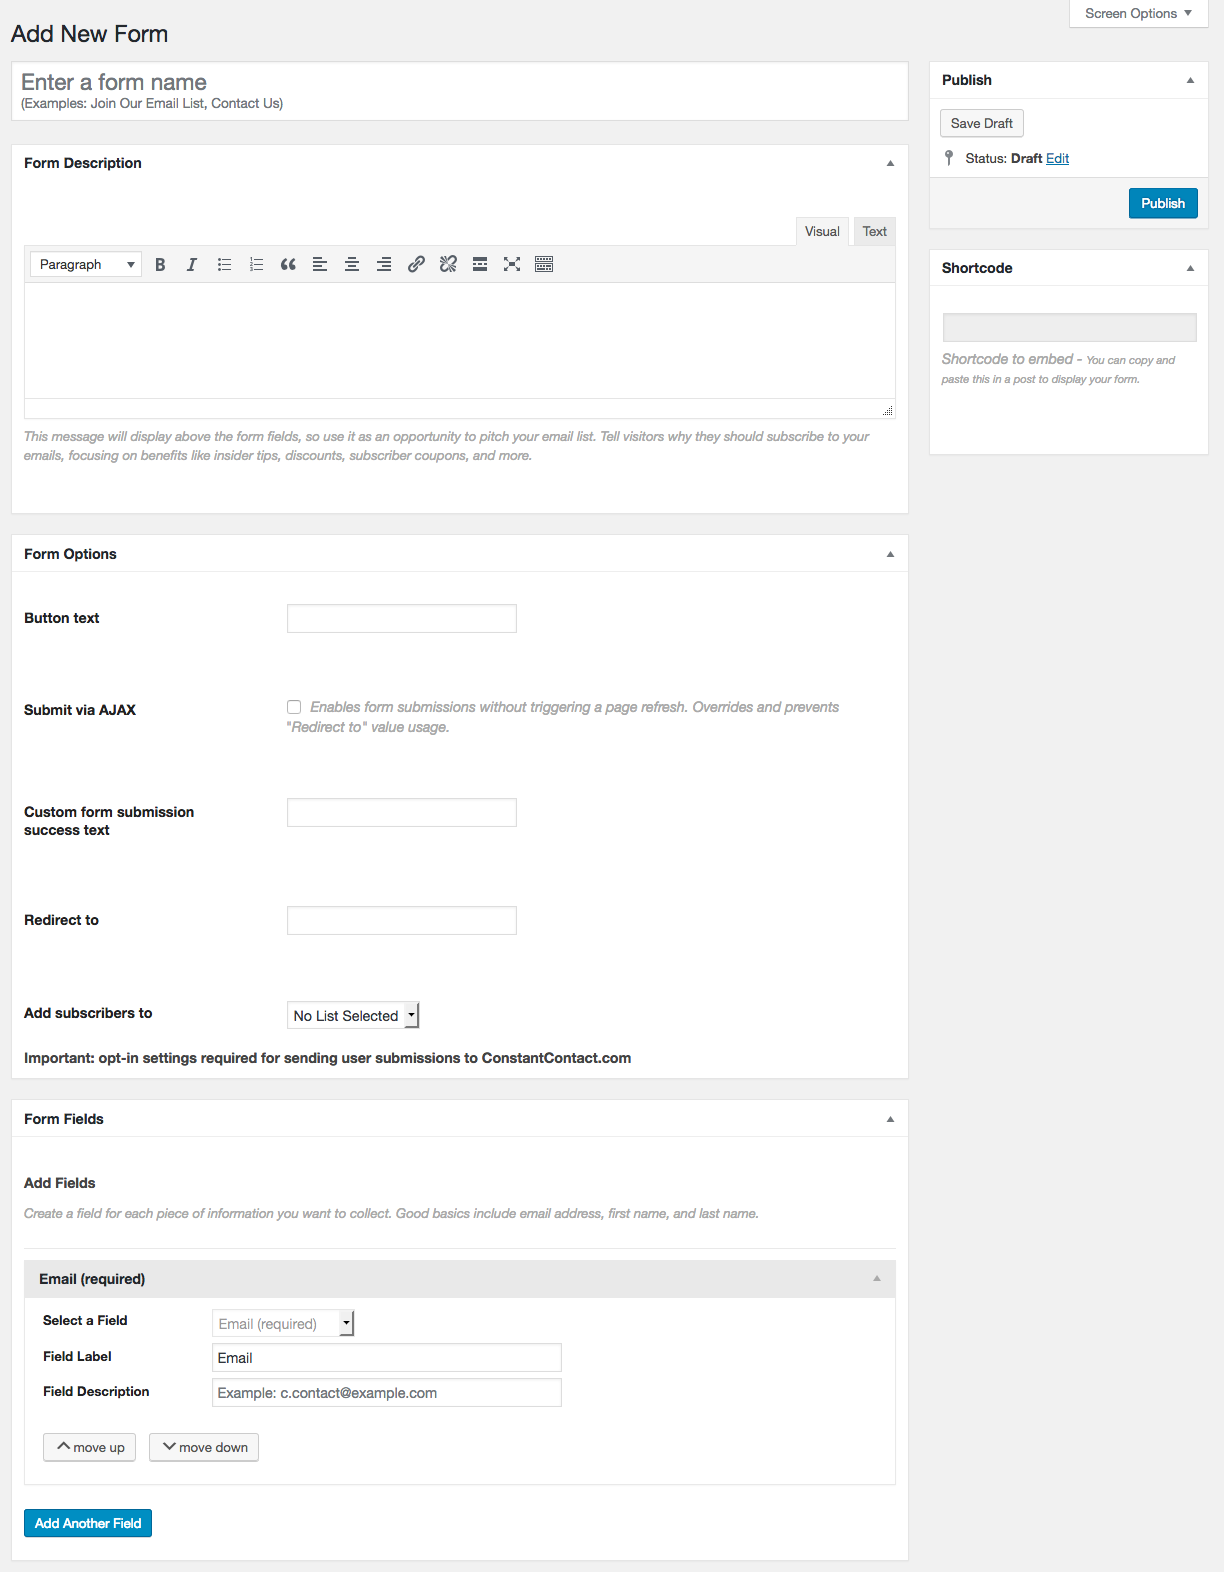 Screen Options
Add New Form
Enter a form name
(Examples: Join Our Email List, Contact Us)
Form Description
Visual Text
Paragraph B I
This message will display above the form fields, so use it as an opportunity to pitch your email list. Tell visitors why they should subscribe to your
emails, focusing on benefits like insider tips, discounts, subscriber coupons, and more.
Publish
Save Draft
Status: Draft Edit
Publish
Shortcode
Shortcode to embed - You can copy and
paste this in a post to display your form.
Form Options
Button text
Submit via AJAX
Enables form submissions without triggering a page refresh. Overrides and prevents
"Redirect to" value usage.
Custom form submission
success text
Redirect to
Add subscribers to
No List Selected
Important: opt-in settings required for sending user submissions to ConstantContact.com
Form Fields
Add Fields
Create a field for each piece of information you want to collect. Good basics include email address, first name, and last name.
Email (required)
Select a Field
Email (required)
Field Label
Email
Field Description
Example: c.contact@example.com
move up
move down
Add Another Field